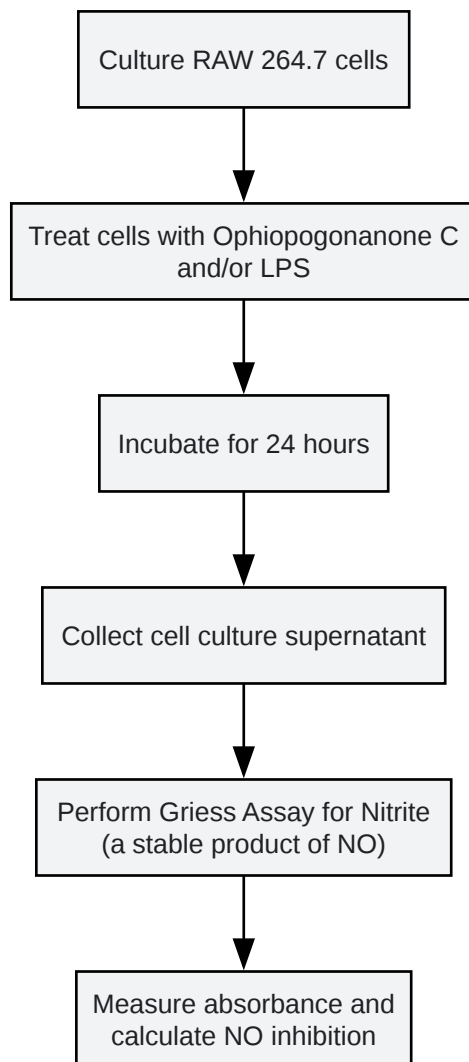 Culture RAW 264.7 cells
Treat cells with Ophiopogonanone C
and/or LPS
Incubate for 24 hours
Collect cell culture supernatant
Perform Griess Assay for Nitrite
(a stable product of NO)
Measure absorbance and
calculate NO inhibition